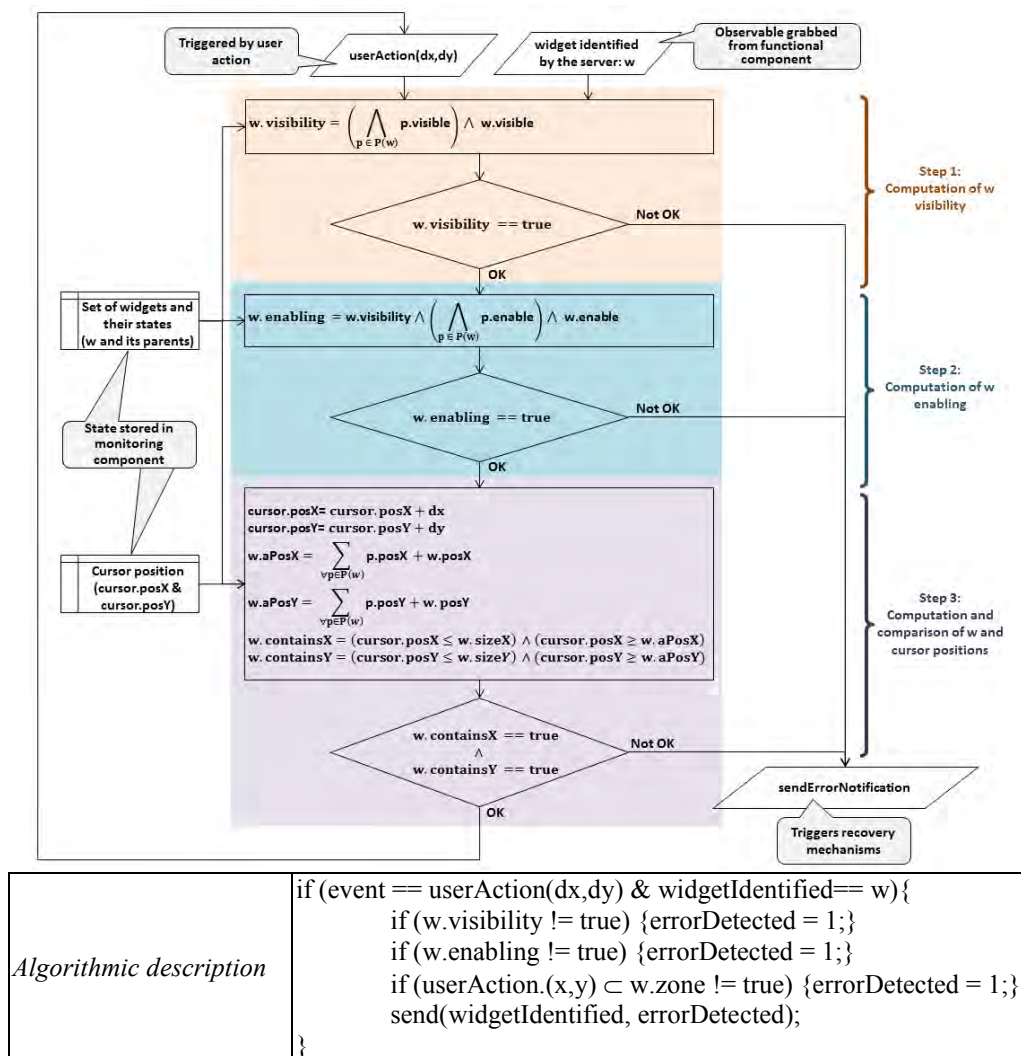 Triggered by user
action
userAction(dx,dy)
widget identified
by the server: w
Observable grabbed
from functional
component
w.visibility = ( ⋀ p.visible ) ∧ w.visible
p ∈ P(w)
Step 1:
Computation of w
visibility
w.visibility == true
Not OK
OK
Set of widgets and
their states
(w and its parents)
w.enabling = w.visibility ∧ ( ⋀ p.enable ) ∧ w.enable
p ∈ P(w)
Step 2:
Computation of w
enabling
w.enabling == true
Not OK
OK
State stored in
monitoring
component
Cursor position
(cursor.posX &
cursor.posY)
cursor.posX= cursor.posX + dx
cursor.posY= cursor.posY + dy
w.aPosX = ∑ p.posX + w.posX
∀p∈P(w)
w.aPosY = ∑ p.posY + w.posY
∀p∈P(w)
w.containsX = (cursor.posX ≤ w.sizeX) ∧ (cursor.posX ≥ w.aPosX)
w.containsY = (cursor.posY ≤ w.sizeY) ∧ (cursor.posY ≥ w.aPosY)
Step 3:
Computation and
comparison of w and
cursor positions
w.containsX == true
∧
w.containsY == true
Not OK
OK
sendErrorNotification
Triggers recovery
mechanisms
Algorithmic description
if (event == userAction(dx,dy) & widgetIdentified== w){
if (w.visibility != true) {errorDetected = 1;}
if (w.enabling != true) {errorDetected = 1;}
if (userAction.(x,y) ⊂ w.zone != true) {errorDetected = 1;}
send(widgetIdentified, errorDetected);
}